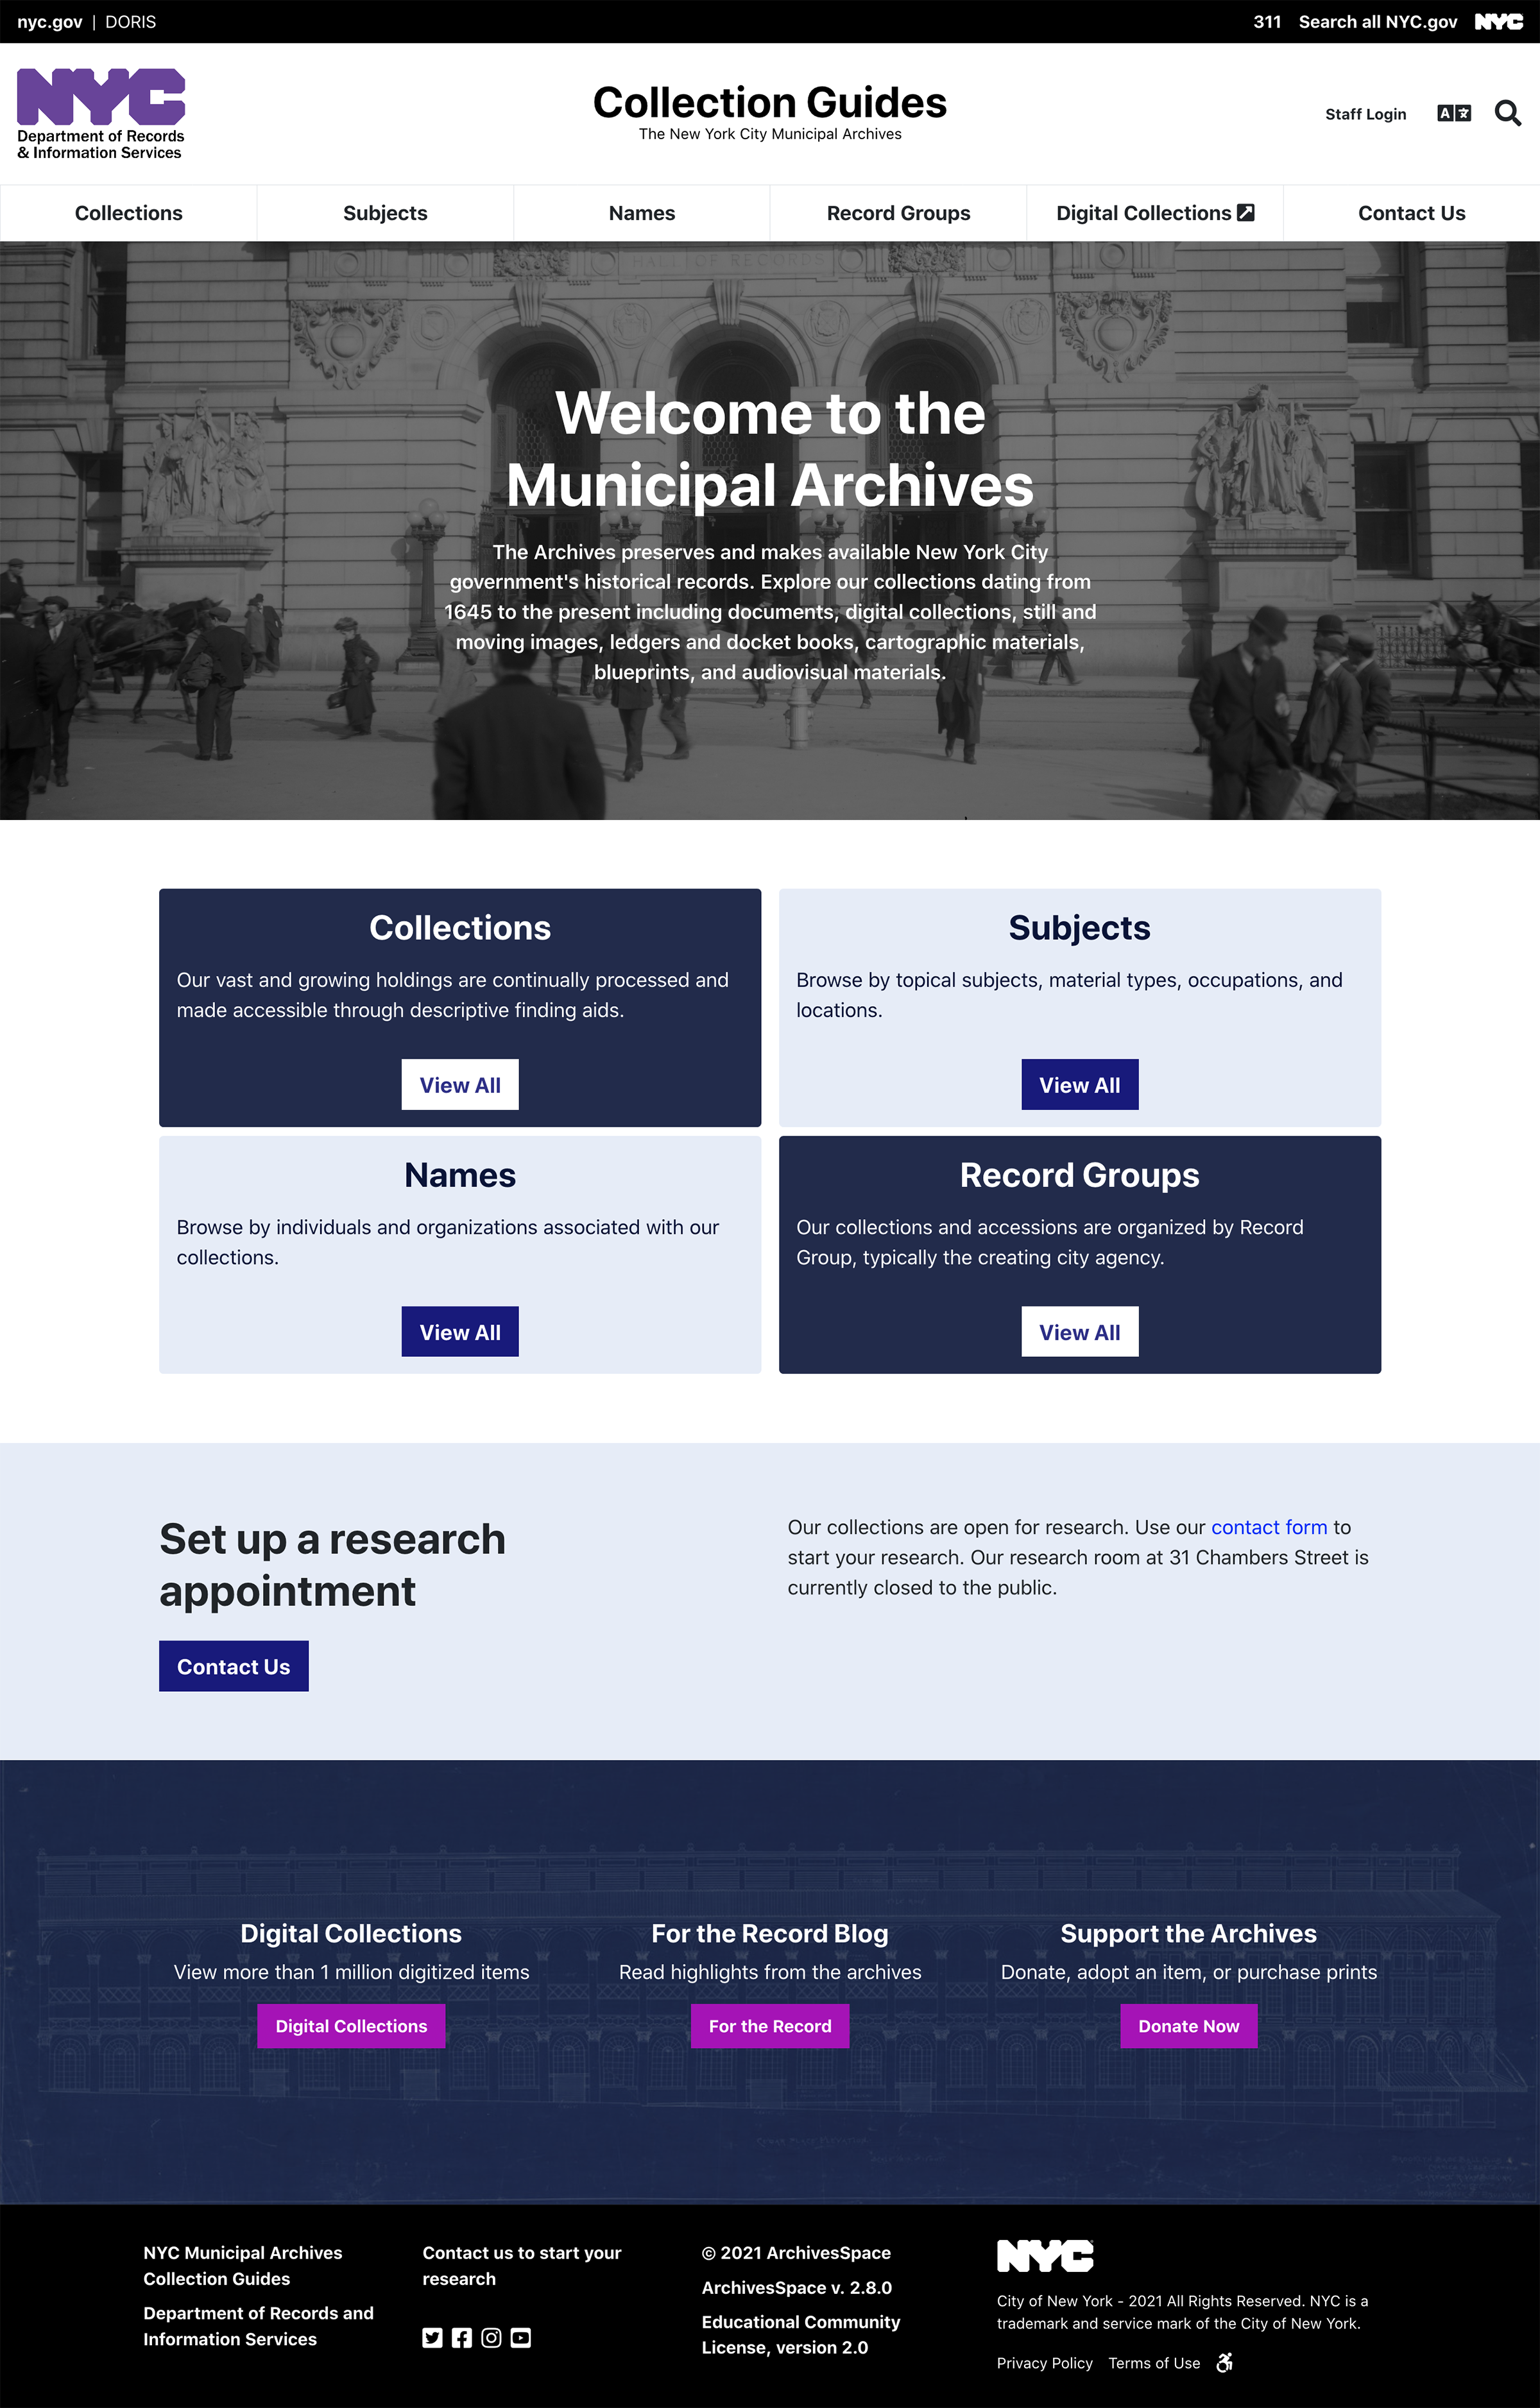 nyc.gov | DORIS
311 Search all NYC.gov NYC
NYC
Department of Records
& Information Services
Collection Guides
The New York City Municipal Archives
Staff Login
Collections
Subjects
Names
Record Groups
Digital Collections
Contact Us
HALL OF RECORDS
Welcome to the
Municipal Archives
The Archives preserves and makes available New York City
government's historical records. Explore our collections dating from
1645 to the present including documents, digital collections, still and
moving images, ledgers and docket books, cartographic materials,
blueprints, and audiovisual materials.
Collections
Our vast and growing holdings are continually processed and
made accessible through descriptive finding aids.
View All
Subjects
Browse by topical subjects, material types, occupations, and
locations.
View All
Names
Browse by individuals and organizations associated with our
collections.
View All
Record Groups
Our collections and accessions are organized by Record
Group, typically the creating city agency.
View All
Set up a research
appointment
Contact Us
Our collections are open for research. Use our contact form to
start your research. Our research room at 31 Chambers Street is
currently closed to the public.
Digital Collections
View more than 1 million digitized items
Digital Collections
For the Record Blog
Read highlights from the archives
For the Record
Support the Archives
Donate, adopt an item, or purchase prints
Donate Now
NYC Municipal Archives
Collection Guides
Department of Records and
Information Services
Contact us to start your
research
© 2021 ArchivesSpace
ArchivesSpace v. 2.8.0
Educational Community
License, version 2.0
NYC
City of New York - 2021 All Rights Reserved. NYC is a
trademark and service mark of the City of New York.
Privacy Policy Terms of Use